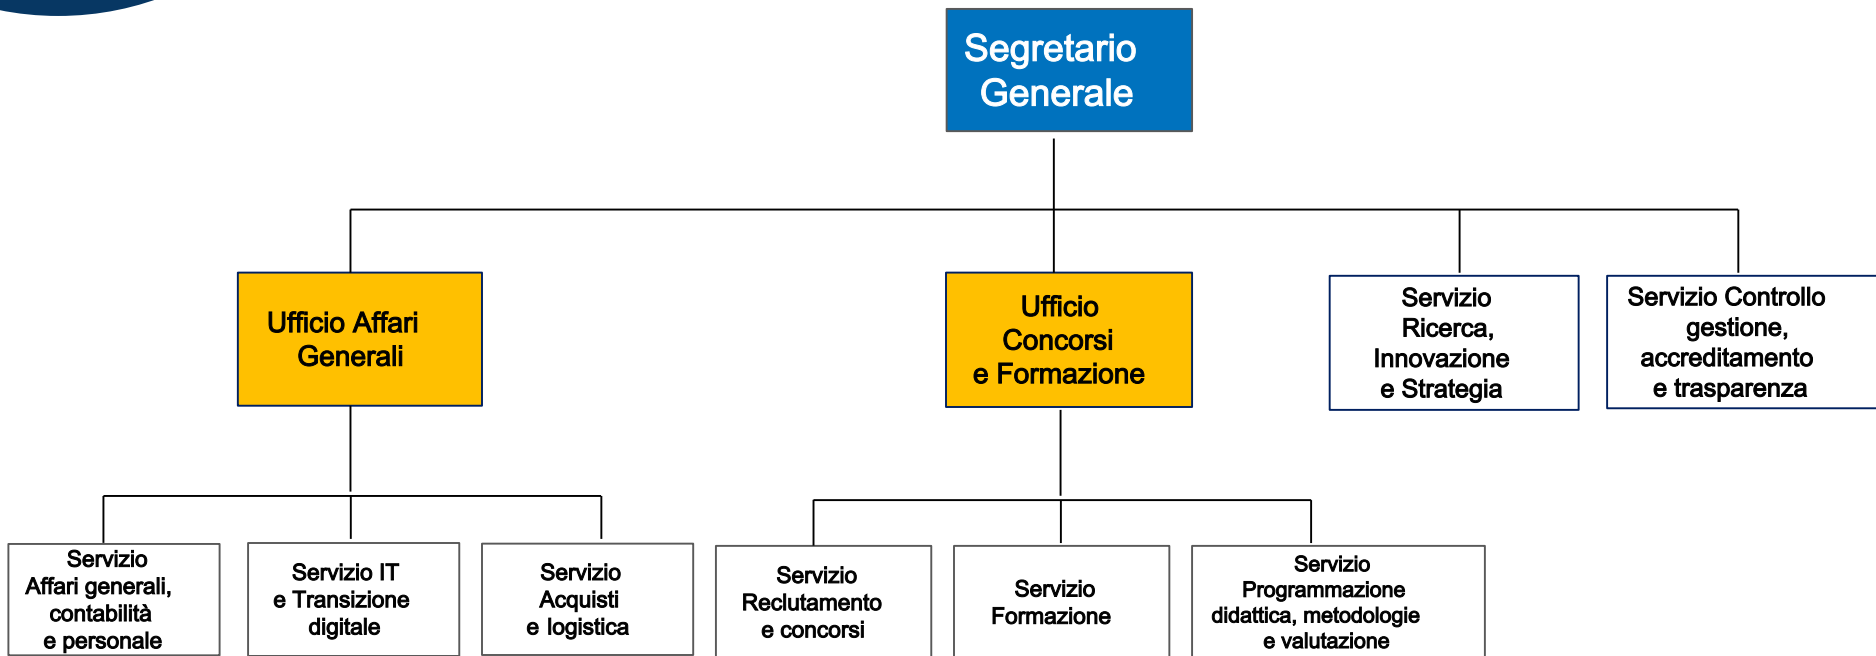 Segretario
Generale
Ufficio Affari
Generali
Ufficio
Concorsi
e Formazione
Servizio
Ricerca,
Innovazione
e Strategia
Servizio Controllo
gestione,
accreditamento
e trasparenza
Servizio
Affari generali,
contabilità
e personale
Servizio IT
e Transizione
digitale
Servizio
Acquisti
e logistica
Servizio
Reclutamento
e concorsi
Servizio
Formazione
Servizio
Programmazione
didattica, metodologie
e valutazione